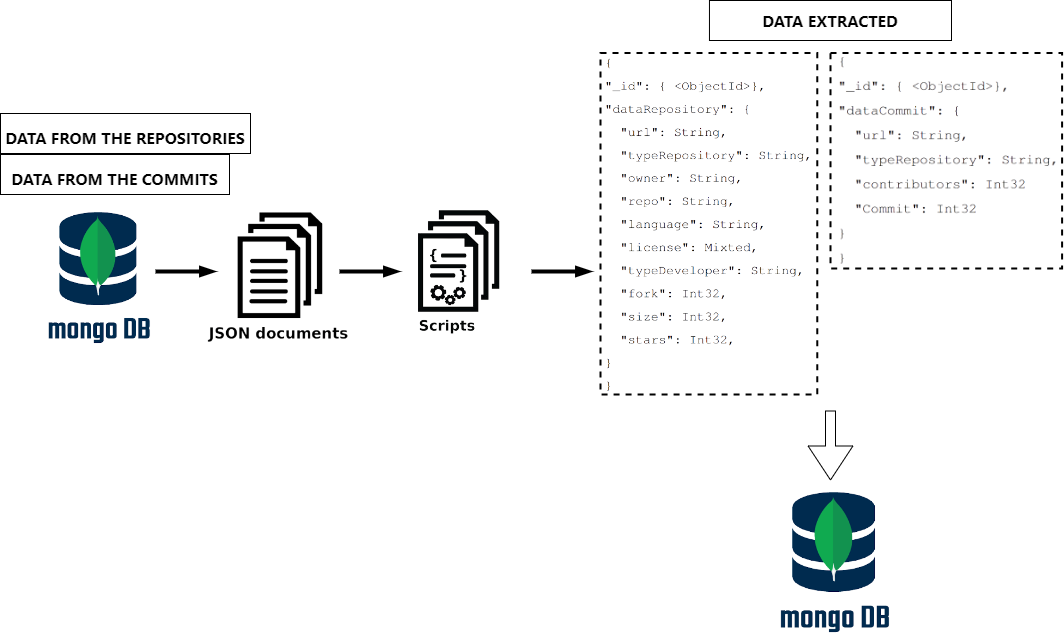 DATA EXTRACTED
DATA FROM THE REPOSITORIES
DATA FROM THE COMMITS
mongo DB
JSON documents
{
}
Scripts
{
"_id": { <ObjectId>},
"dataRepository": {
"url": String,
"typeRepository": String,
"owner": String,
"repo": String,
"language": String,
"license": Mixted,
"typeDeveloper": String,
"fork": Int32,
"size": Int32,
"stars": Int32,
}
}
{
"_id": { <ObjectId>},
"dataCommit": {
"url": String,
"typeRepository": String,
"contributors": Int32
"Commit": Int32
}
}
mongo DB